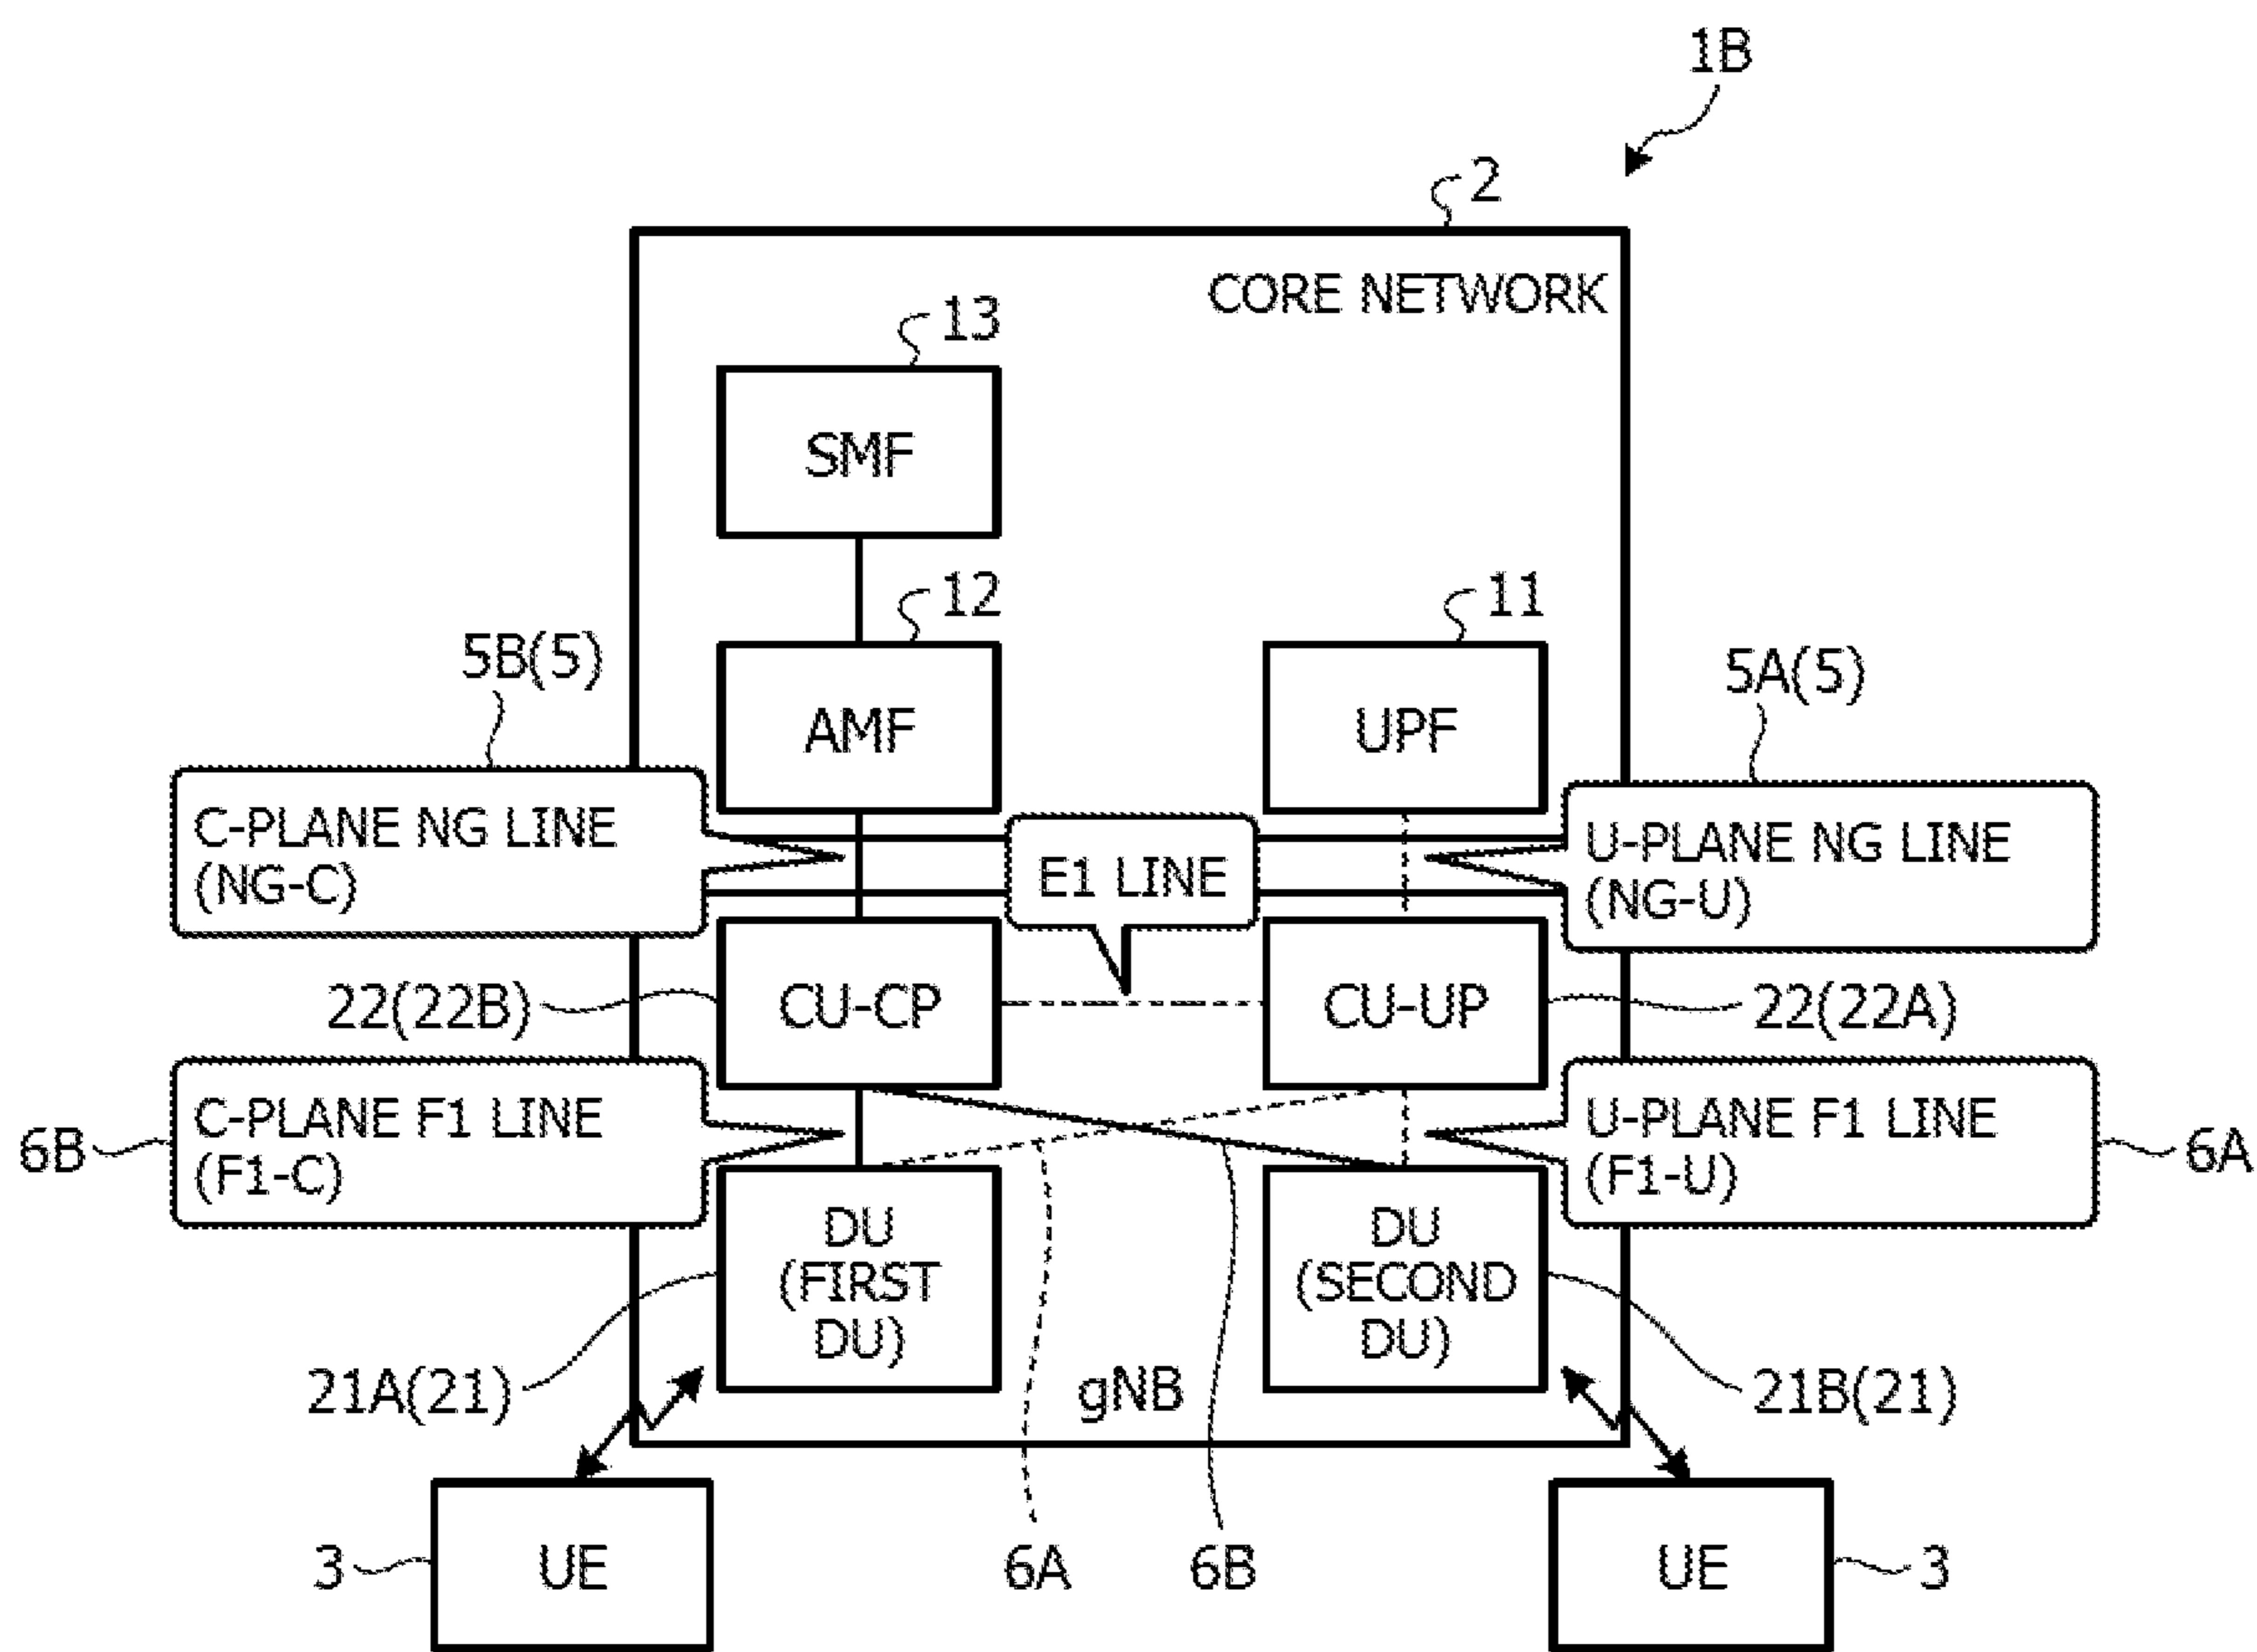 1B
2
CORE NETWORK
13
SMF
12
11
5B(5)
5A(5)
AMF
UPF
C-PLANE NG LINE
(NG-C)
E1 LINE
U-PLANE NG LINE
(NG-U)
22(22B)
CU-CP
CU-UP
22(22A)
6B
C-PLANE F1 LINE
(F1-C)
U-PLANE F1 LINE
(F1-U)
6A
DU
(FIRST
DU)
DU
(SECOND
DU)
21A(21)
gNB
21B(21)
3
UE
6A
6B
UE
3